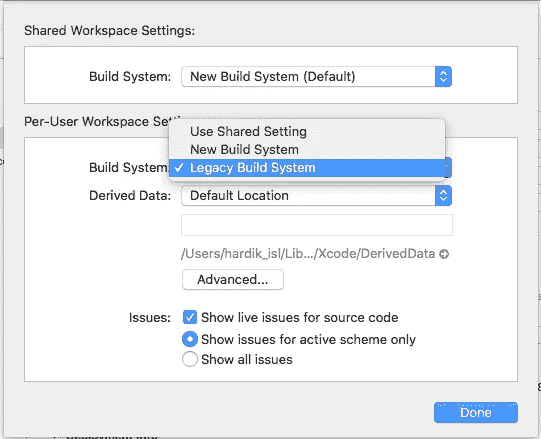 Shared Workspace Settings:
Build System: New Build System (Default)
Per-User Workspace Set
Use Shared Setting
New Build System
Build System: ✓ Legacy Build System
Derived Data: Default Location
/Users/hardik_isl/Lib.../Xcode/DerivedData
Advanced...
Issues: Show live issues for source code
Show issues for active scheme only
Show all issues
Done